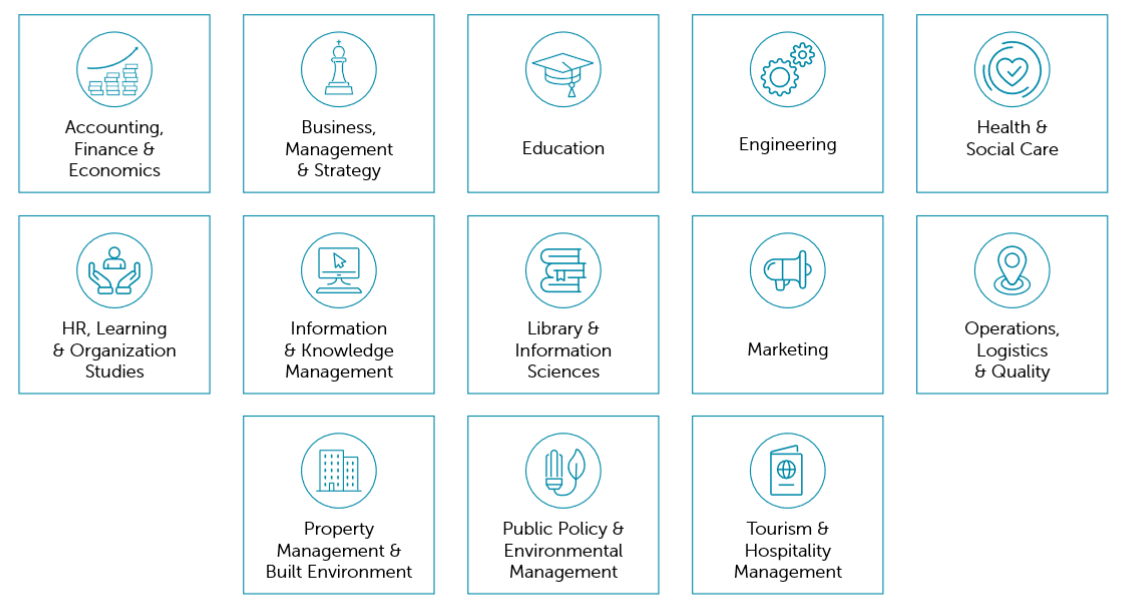 Accounting,
Finance &
Economics
Business,
Management
& Strategy
Education
Engineering
Health &
Social Care
HR, Learning
& Organization
Studies
Information
& Knowledge
Management
Library &
Information
Sciences
Marketing
Operations,
Logistics
& Quality
Property
Management &
Built Environment
Public Policy &
Environmental
Management
Tourism &
Hospitality
Management